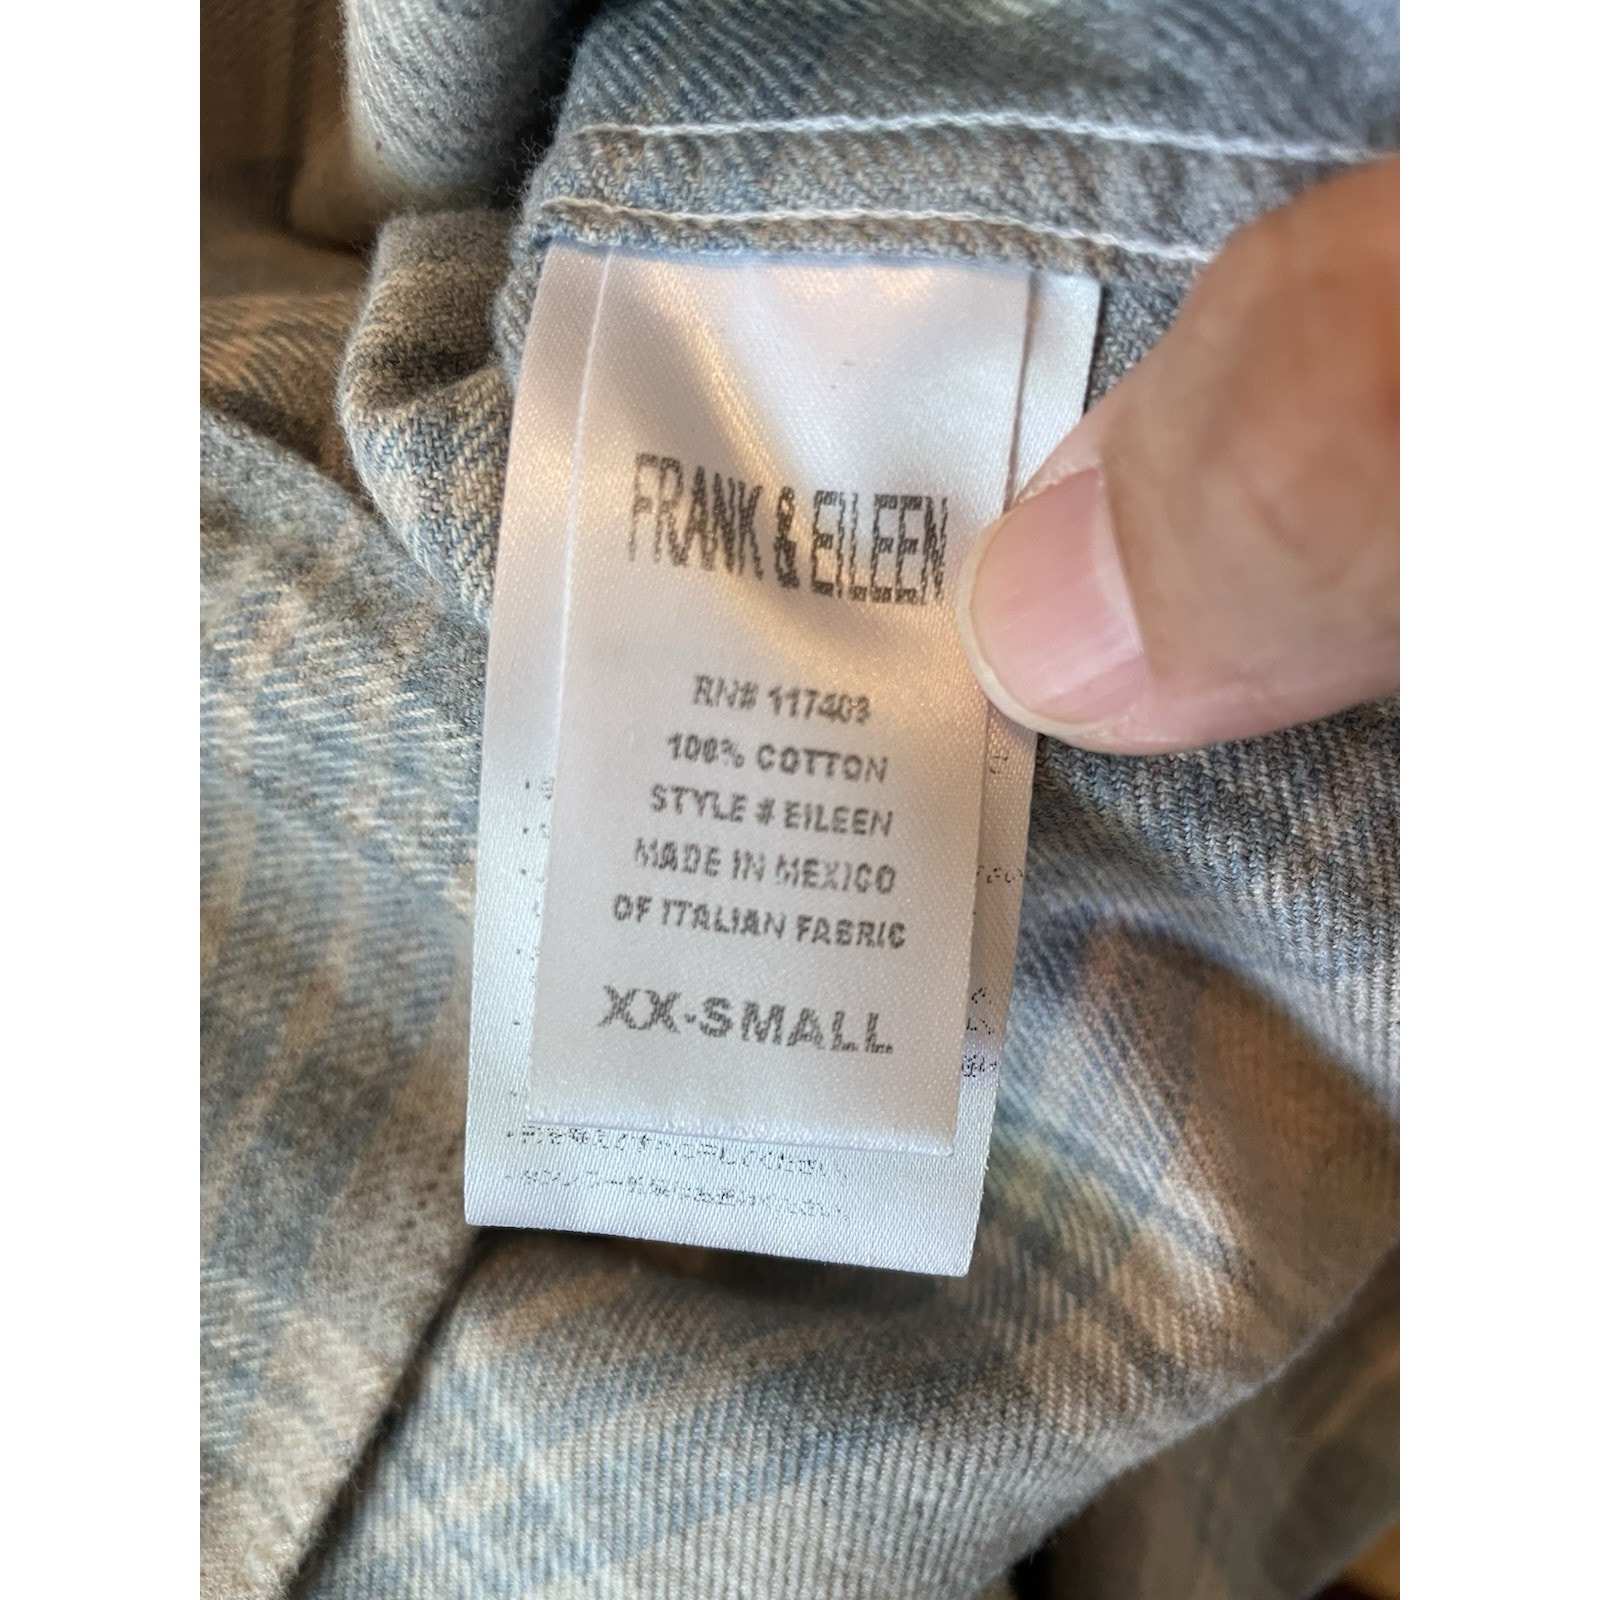 FRANK & EILEEN
RN# 117403
100% COTTON
STYLE # EILEEN
MADE IN MEXICO
OF ITALIAN FABRIC
XX-SMALL